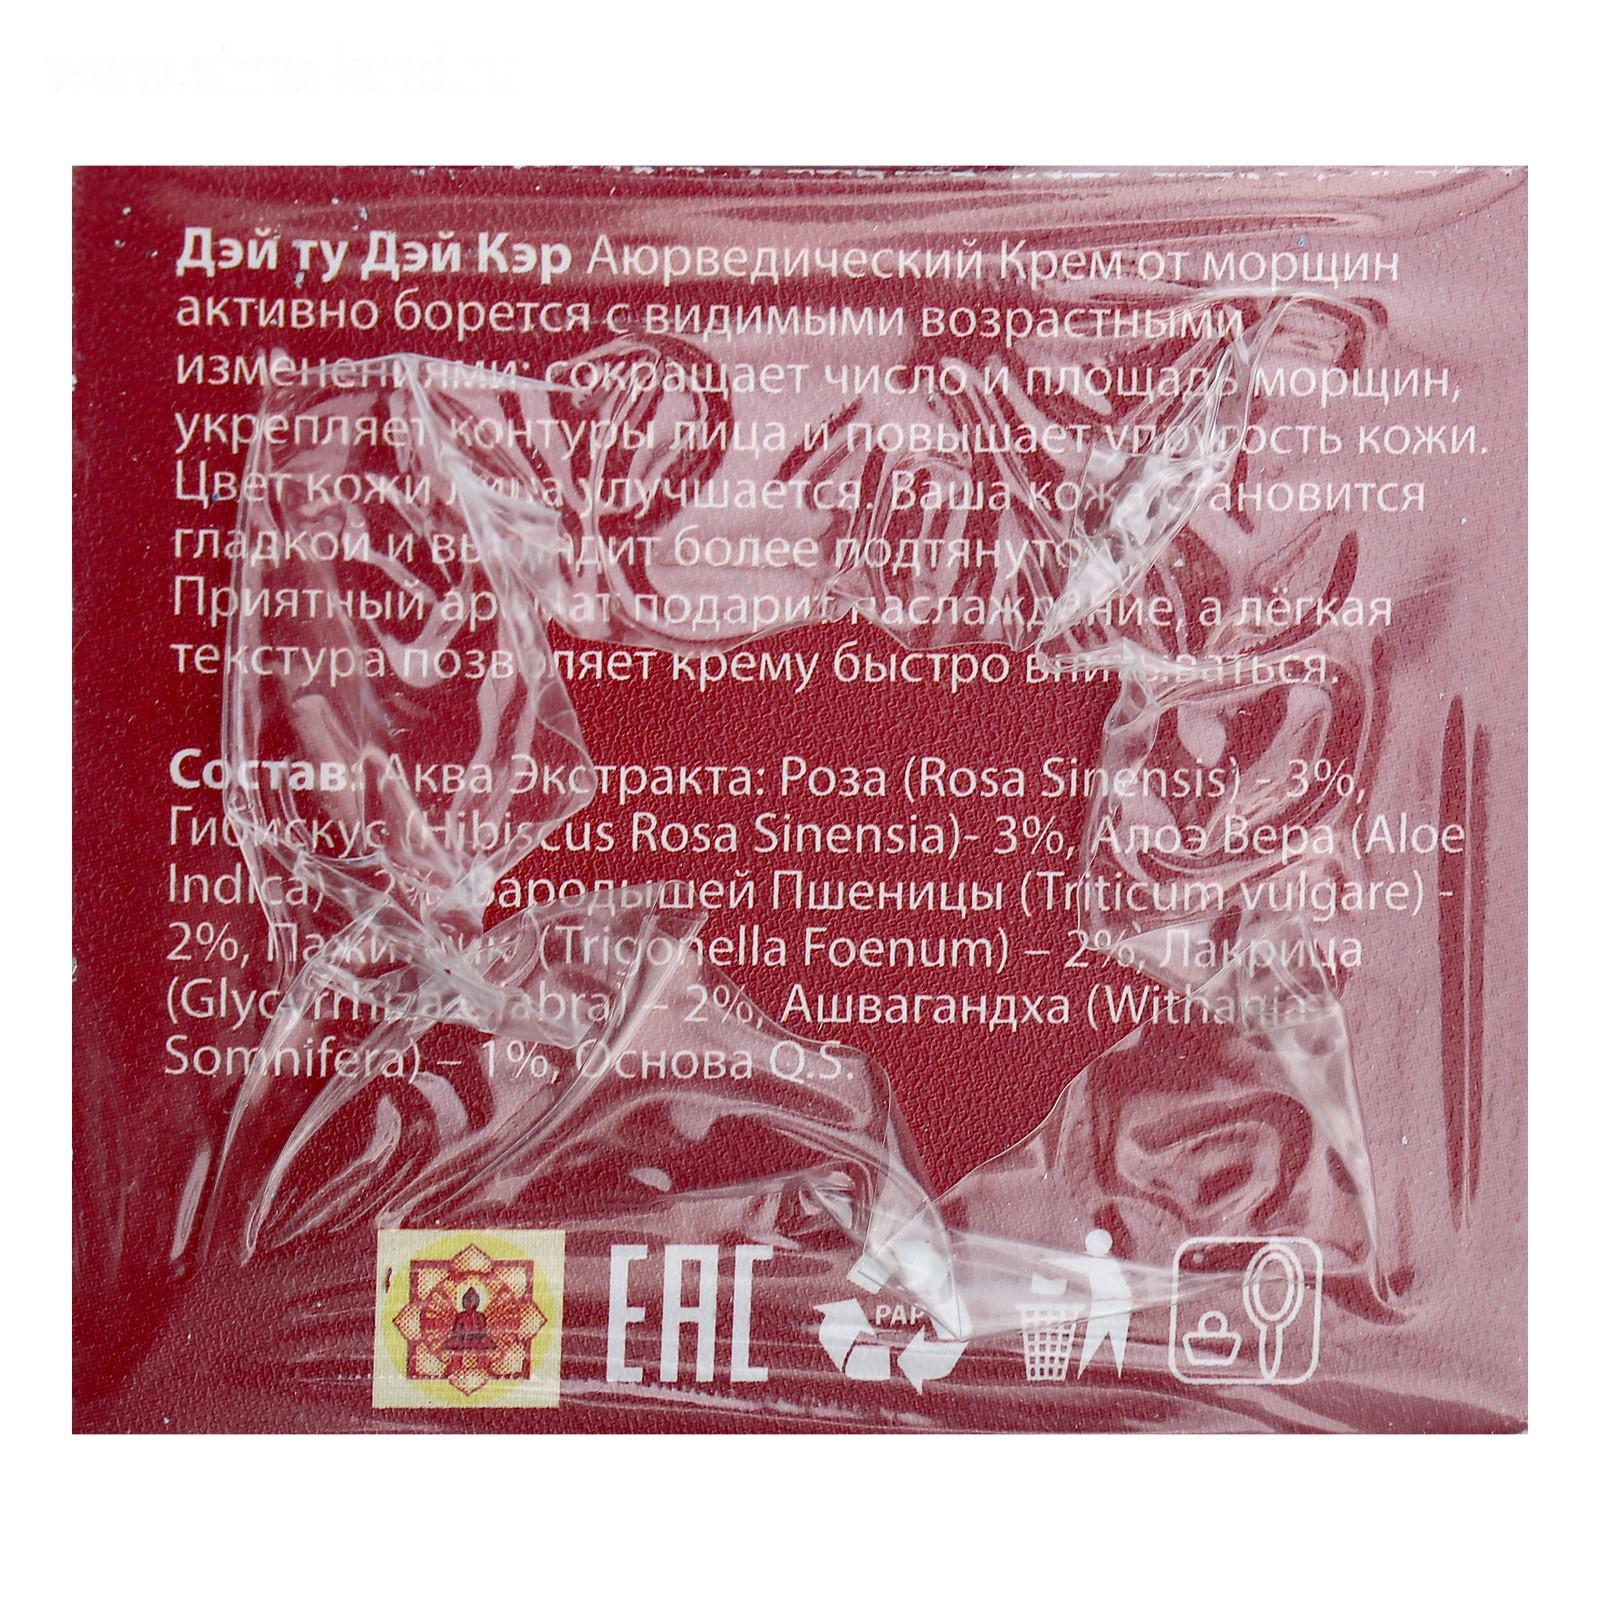 Дэй ту Дэй Кэр Аюрведический Крем от морщин
активно борется с видимыми возрастными
изменениями: сокращает число и площадь морщин,
укрепляет контуры лица и повышает упругость кожи.
Цвет кожи лица улучшается. Ваша кожа становится
гладкой и выглядит более подтянутой.
Приятный аромат подарит наслаждение, а лёгкая
текстура позволяет крему быстро впитываться.
Состав: Аква Экстракта: Роза (Rosa Sinensis) - 3%,
Гибискус (Hibiscus Rosa Sinensia)- 3%, Алоэ Вера (Aloe
Indica) - 2%, Зародышей Пшеницы (Triticum vulgare) -
2%, Пажитник (Trigonella Foenum) – 2%, Лакрица
(Glycyrrhiza Glabra) – 2%, Ашвагандха (Withania
Somnifera) – 1%, Основа Q.S.
EAC
PAP